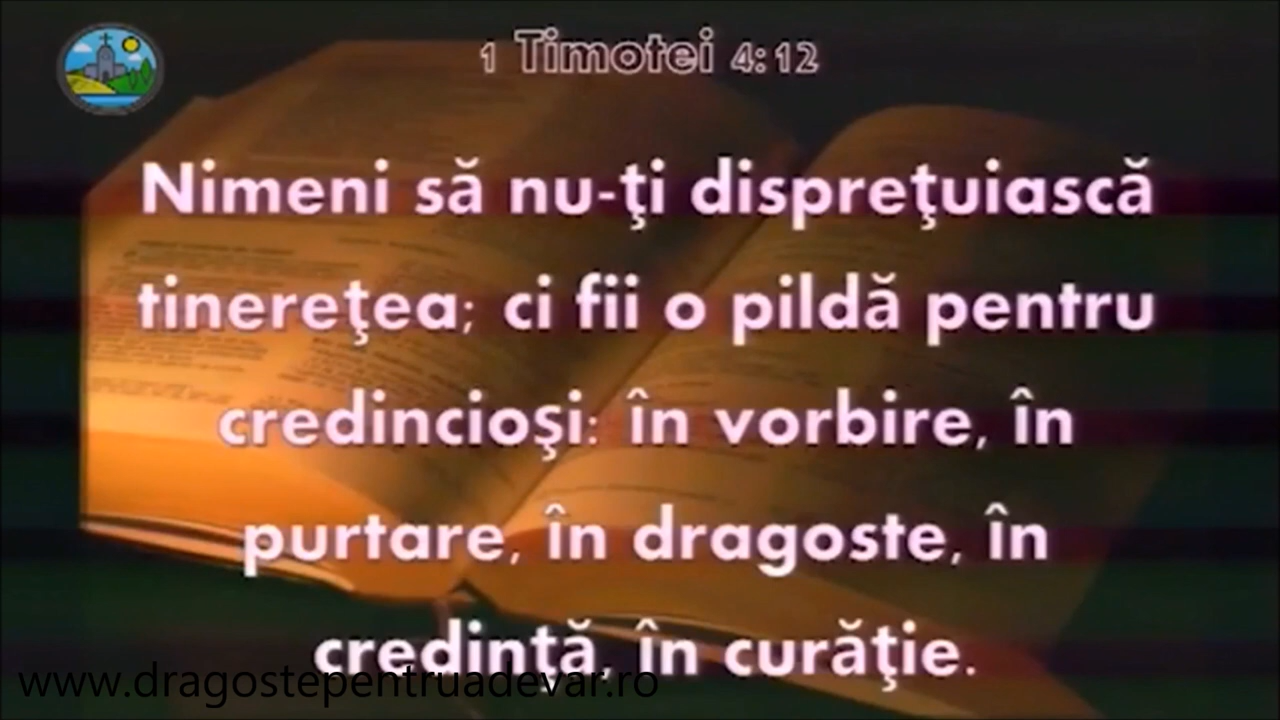 1 Timotei 4:12
Nimeni să nu-ţi dispreţuiască
tinereţea; ci fii o pildă pentru
credincioşi: în vorbire, în
purtare, în dragoste, în
credinţă, în curăţie.
www.dragostepentruadevar.ro